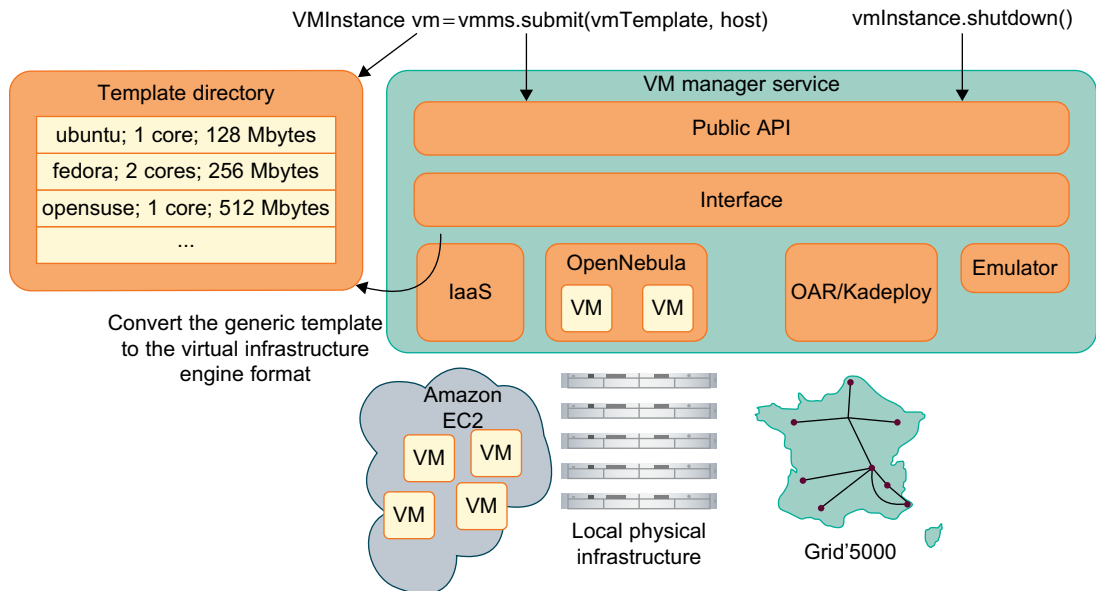 VMInstance vm=vmms.submit(vmTemplate, host)
vmInstance.shutdown()
Template directory
ubuntu; 1 core; 128 Mbytes
fedora; 2 cores; 256 Mbytes
opensuse; 1 core; 512 Mbytes
...
VM manager service
Public API
Interface
IaaS
OpenNebula
VM
VM
OAR/Kadeploy
Emulator
Convert the generic template
to the virtual infrastructure
engine format
Amazon
EC2
VM
VM
VM
VM
Local physical
infrastructure
Grid'5000